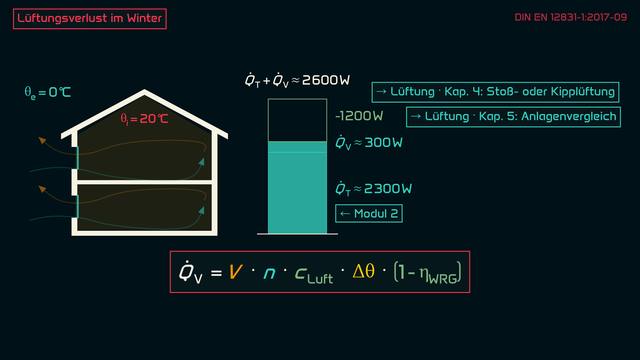 Lüftungsverlust im Winter
DIN EN 12831-1:2017-09
θe = 0 °C
θi = 20 °C
Q̇T + Q̇V ≈ 2600 W
→ Lüftung · Kap. 4: Stoß- oder Kipplüftung
-1200 W
→ Lüftung · Kap. 5: Anlagenvergleich
Q̇V ≈ 300 W
Q̇T ≈ 2300 W
← Modul 2
Q̇V = V · n · cLuft · Δθ · (1 - ηWRG)